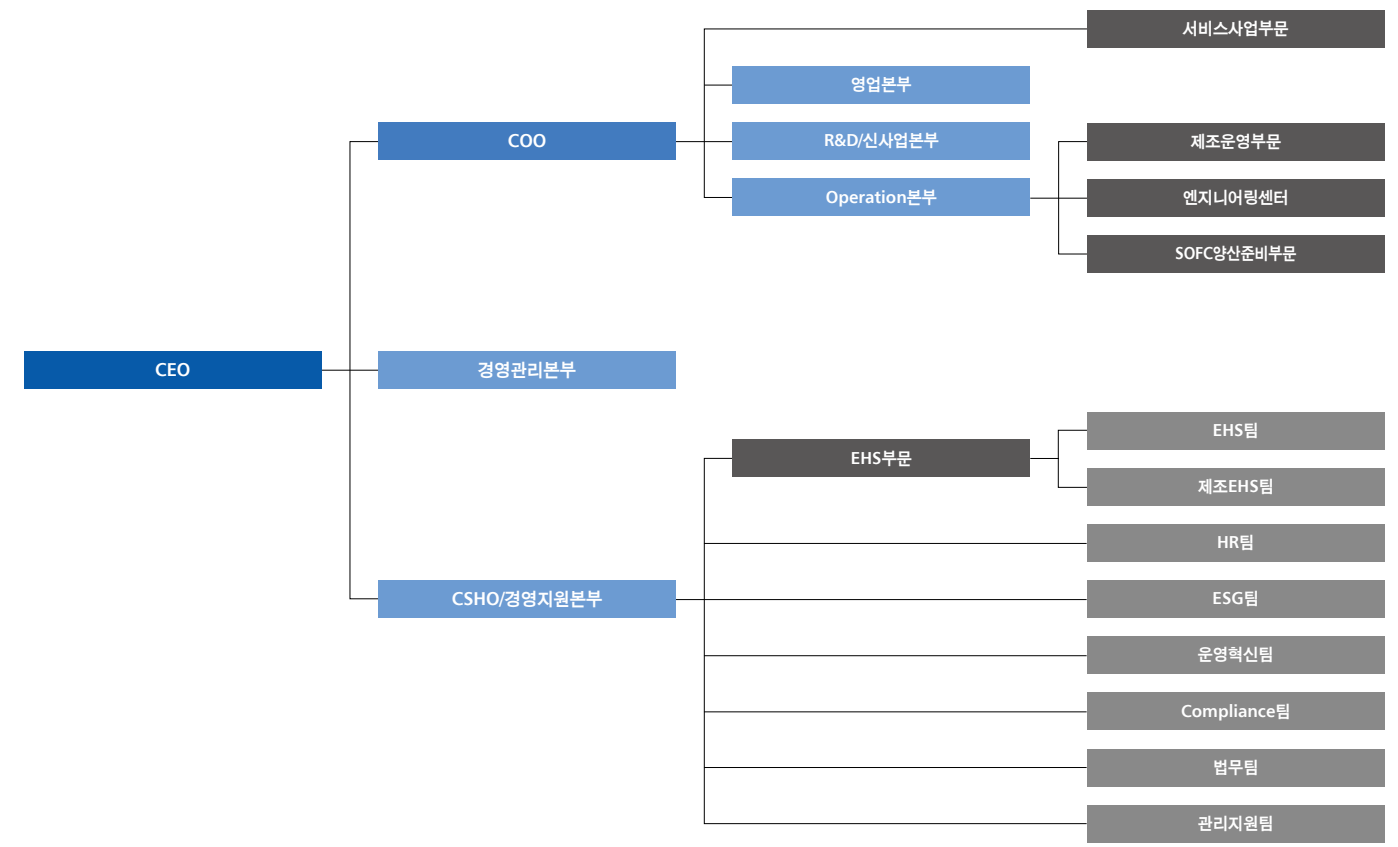 서비스사업부문
영업본부
COO
R&D/신사업본부
제조운영부문
Operation본부
엔지니어링센터
SOFC양산준비부문
CEO
경영관리본부
EHS팀
EHS부문
제조EHS팀
HR팀
CSHO/경영지원본부
ESG팀
운영혁신팀
Compliance팀
법무팀
관리지원팀